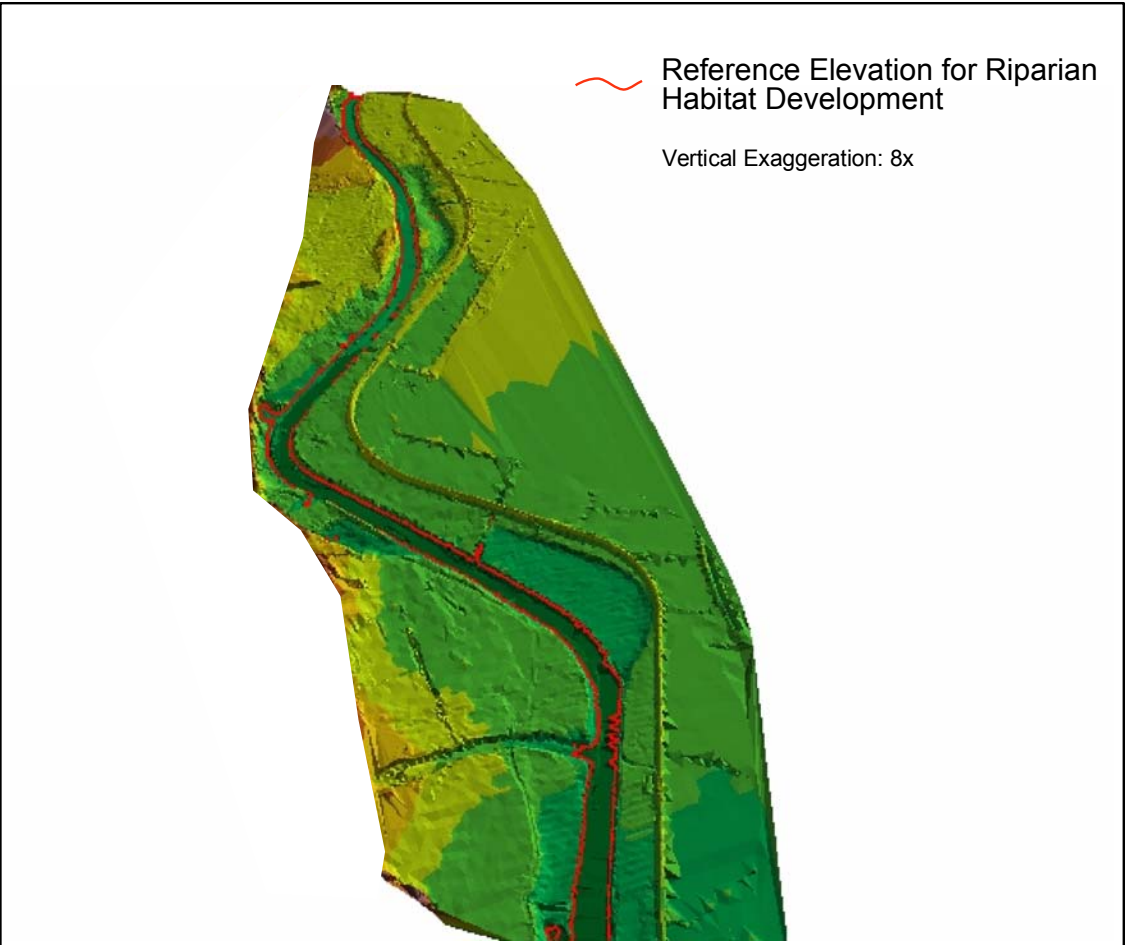 Reference Elevation for Riparian
Habitat Development
Vertical Exaggeration: 8x